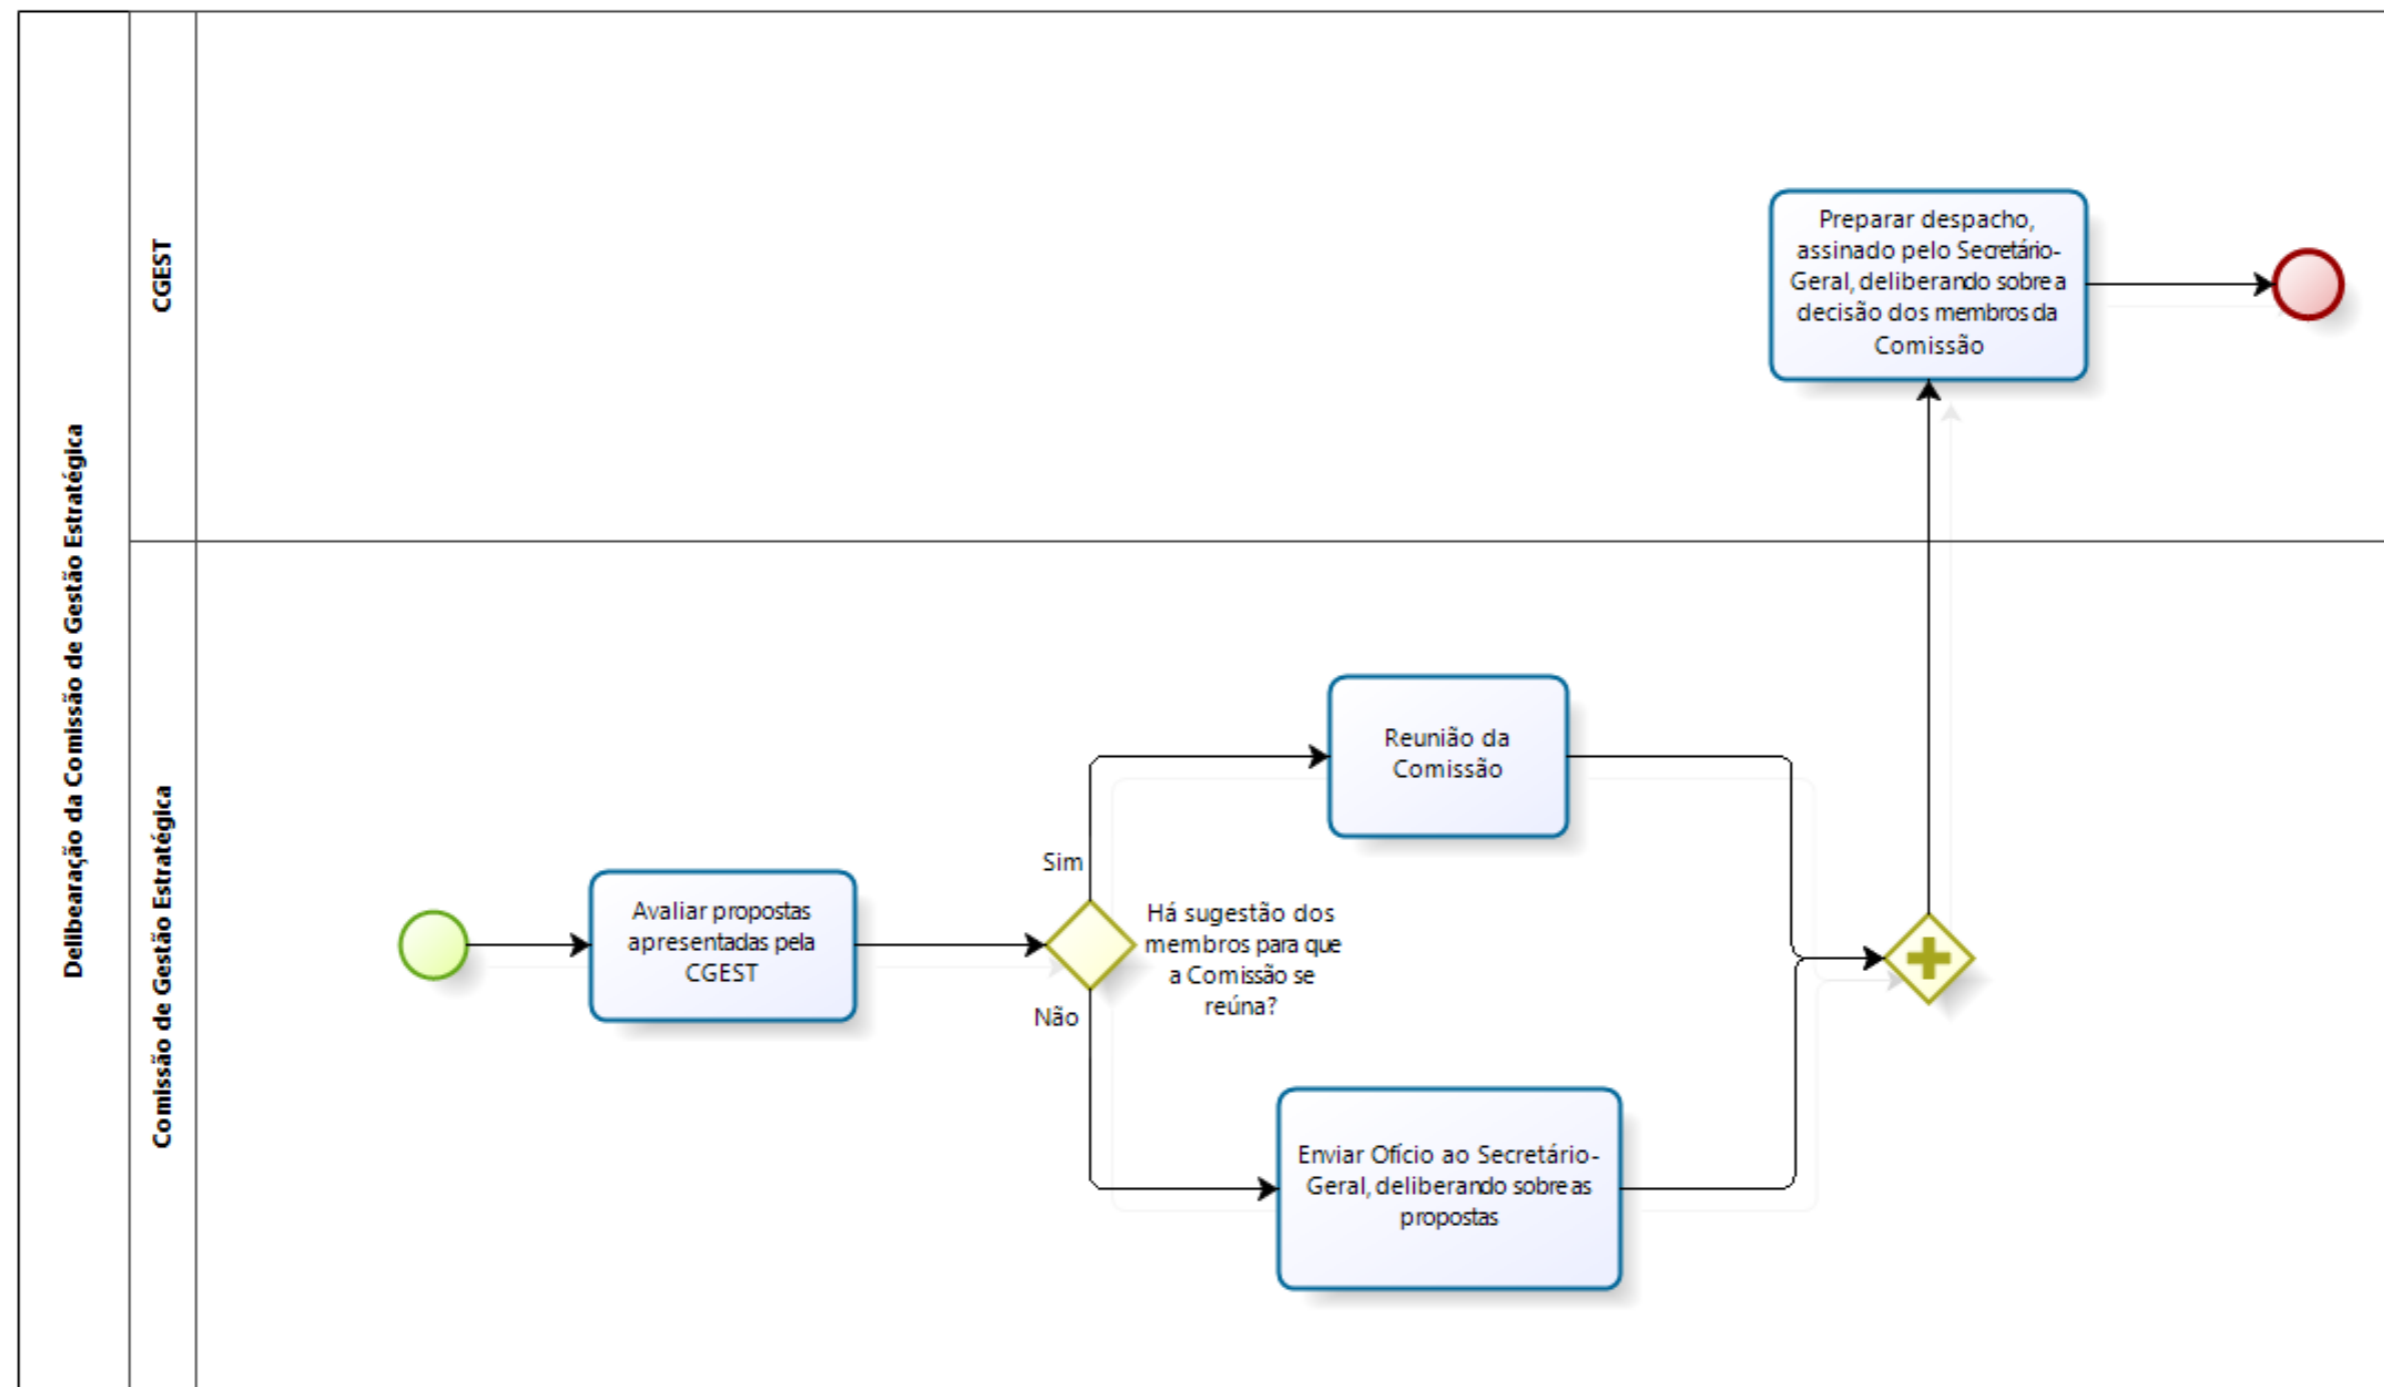 Delibearação da Comissão de Gestão Estratégica
CGEST
Preparar despacho,
assinado pelo Secretário-
Geral, deliberando sobre a
decisão dos membros da
Comissão
Comissão de Gestão Estratégica
Avaliar propostas
apresentadas pela
CGEST
Sim
Há sugestão dos
membros para que
a Comissão se
reúna?
Não
Reunião da
Comissão
Enviar Ofício ao Secretário-
Geral, deliberando sobre as
propostas